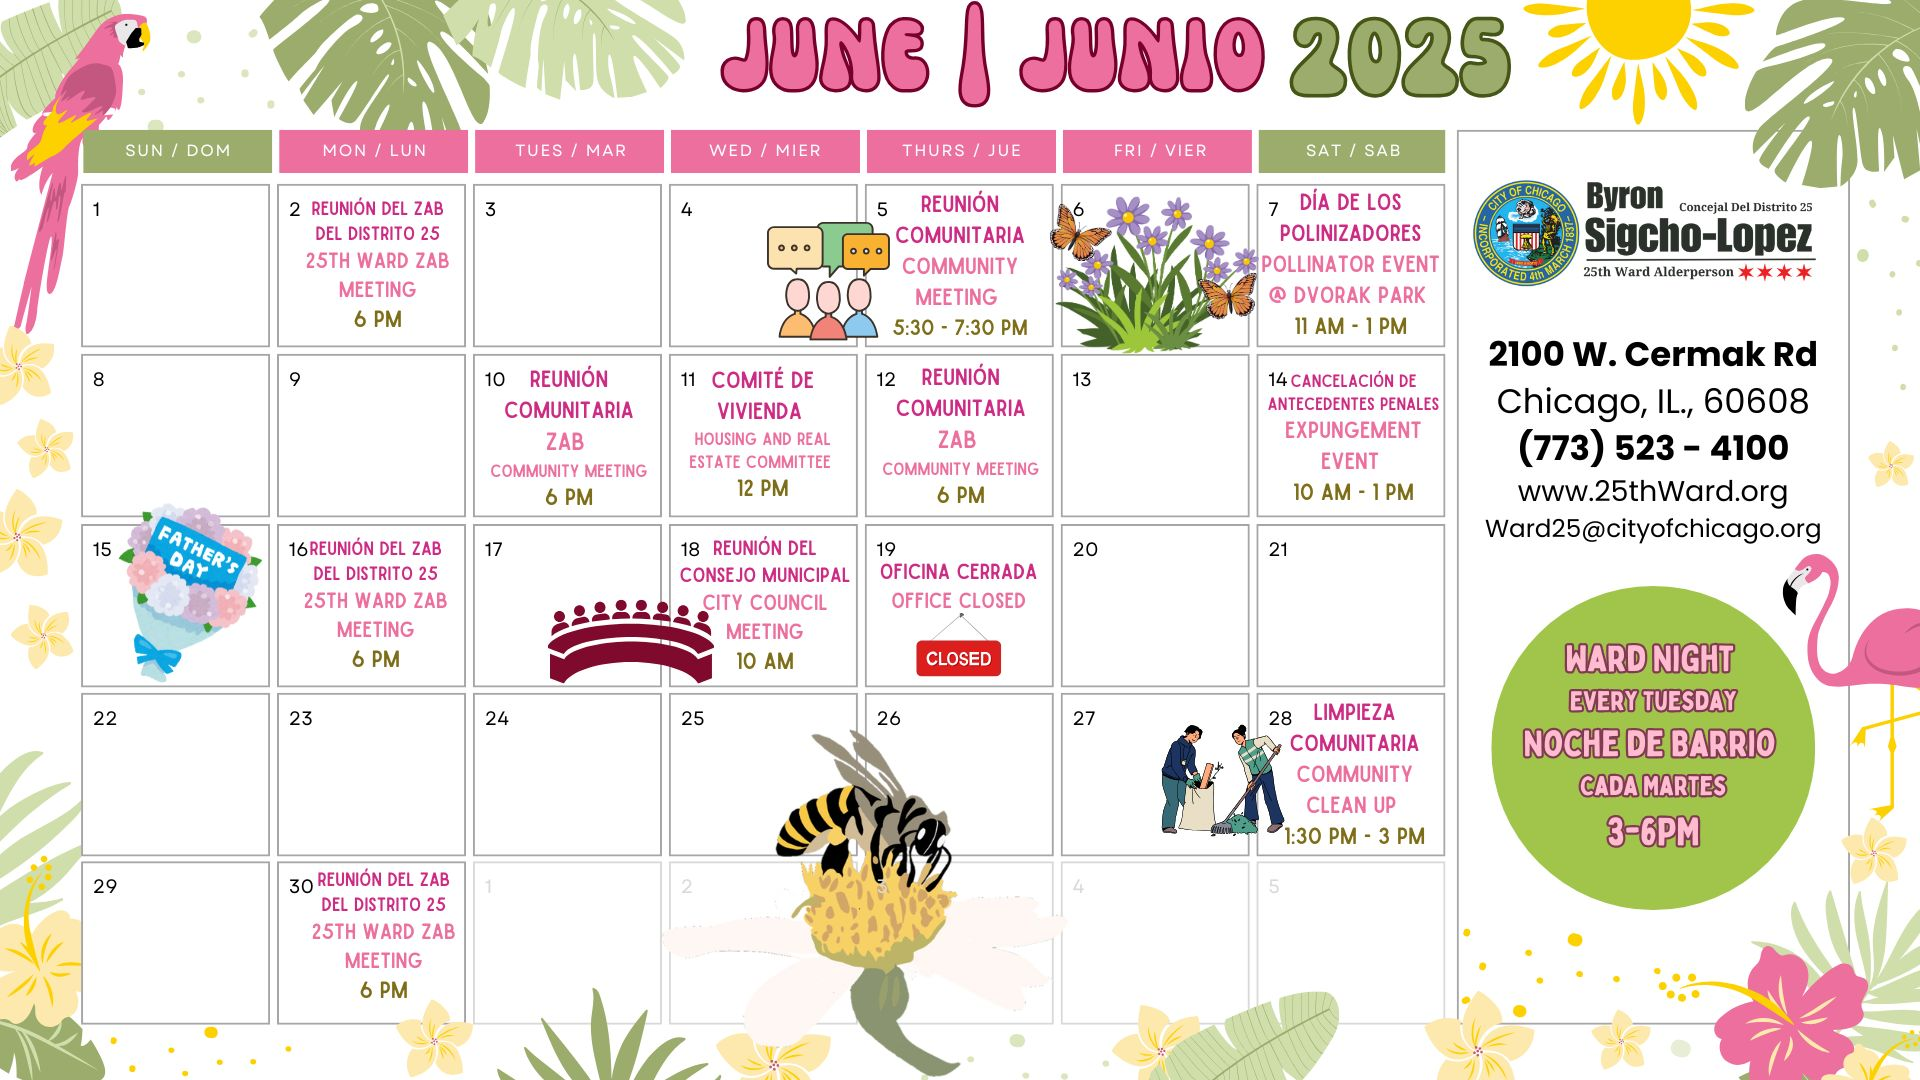 JUNE | JUNIO 2025
SUN / DOM
MON / LUN
TUES / MAR
WED / MIER
THURS / JUE
FRI / VIER
SAT / SAB
1
2 REUNIÓN DEL ZAB
DEL DISTRITO 25
25TH WARD ZAB
MEETING
6 PM
3
4
5 REUNIÓN
COMUNITARIA
COMMUNITY
MEETING
5:30 - 7:30 PM
6
7 DÍA DE LOS
POLINIZADORES
POLLINATOR EVENT
@ DVORAK PARK
11 AM - 1 PM
8
9
10 REUNIÓN
COMUNITARIA
ZAB
COMMUNITY MEETING
6 PM
11 COMITÉ DE
VIVIENDA
HOUSING AND REAL
ESTATE COMMITTEE
12 PM
12 REUNIÓN
COMUNITARIA
ZAB
COMMUNITY MEETING
6 PM
13
14 CANCELACIÓN DE
ANTECEDENTES PENALES
EXPUNGEMENT
EVENT
10 AM - 1 PM
15
FATHER'S
DAY
16 REUNIÓN DEL ZAB
DEL DISTRITO 25
25TH WARD ZAB
MEETING
6 PM
17
18 REUNIÓN DEL
CONSEJO MUNICIPAL
CITY COUNCIL
MEETING
10 AM
19
OFICINA CERRADA
OFFICE CLOSED
CLOSED
20
21
22
23
24
25
26
27
28 LIMPIEZA
COMUNITARIA
COMMUNITY
CLEAN UP
1:30 PM - 3 PM
29
30 REUNIÓN DEL ZAB
DEL DISTRITO 25
25TH WARD ZAB
MEETING
6 PM
1
2
3
4
5
CITY OF CHICAGO
INCORPORATED 4th MARCH 1837
Byron
Concejal Del Distrito 25
Sigcho-Lopez
25th Ward Alderperson
2100 W. Cermak Rd
Chicago, IL., 60608
(773) 523 - 4100
www.25thWard.org
Ward25@cityofchicago.org
WARD NIGHT
EVERY TUESDAY
NOCHE DE BARRIO
CADA MARTES
3-6PM